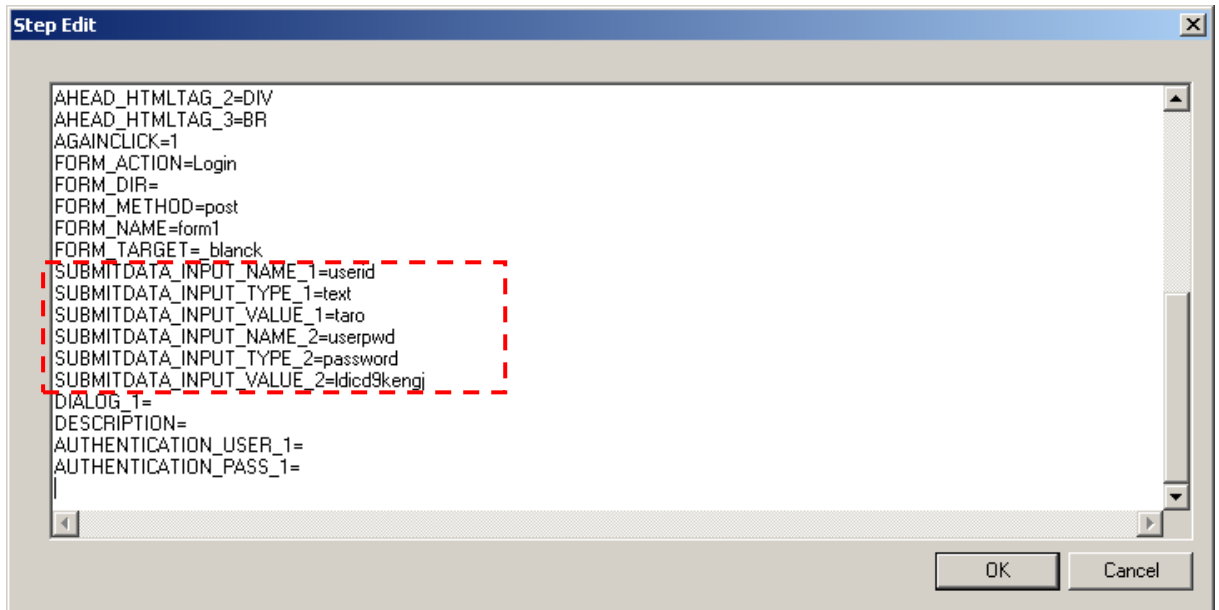 Step Edit
AHEAD_HTMLTAG_2=DIV
AHEAD_HTMLTAG_3=BR
AGAINCLICK=1
FORM_ACTION=Login
FORM_DIR=
FORM_METHOD=post
FORM_NAME=form1
FORM_TARGET=_blanck
SUBMITDATA_INPUT_NAME_1=userid
SUBMITDATA_INPUT_TYPE_1=text
SUBMITDATA_INPUT_VALUE_1=taro
SUBMITDATA_INPUT_NAME_2=userpwd
SUBMITDATA_INPUT_TYPE_2=password
SUBMITDATA_INPUT_VALUE_2=ldicd9kengj
DIALOG_1=
DESCRIPTION=
AUTHENTICATION_USER_1=
AUTHENTICATION_PASS_1=
OK Cancel